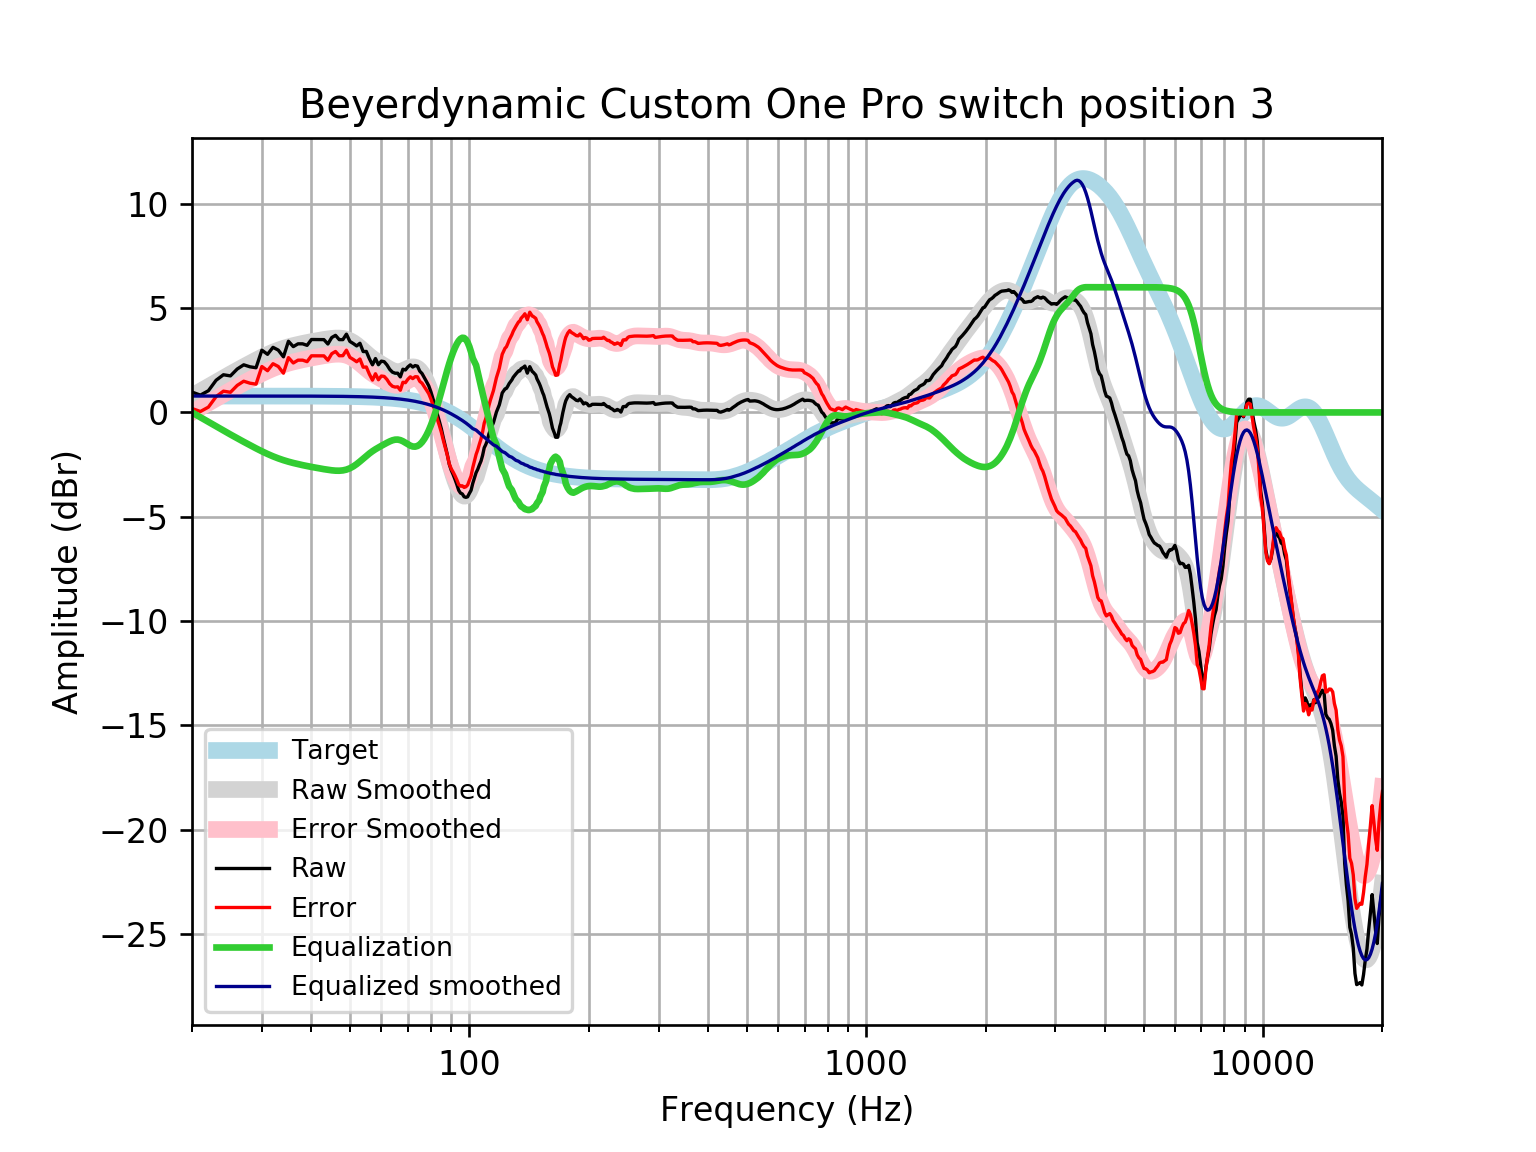 Beyerdynamic Custom One Pro switch position 3
Amplitude (dBr)
10
5
0
−5
−10
−15
−20
−25
Target
Raw Smoothed
Error Smoothed
Raw
Error
Equalization
Equalized smoothed
100 1000 10000
Frequency (Hz)